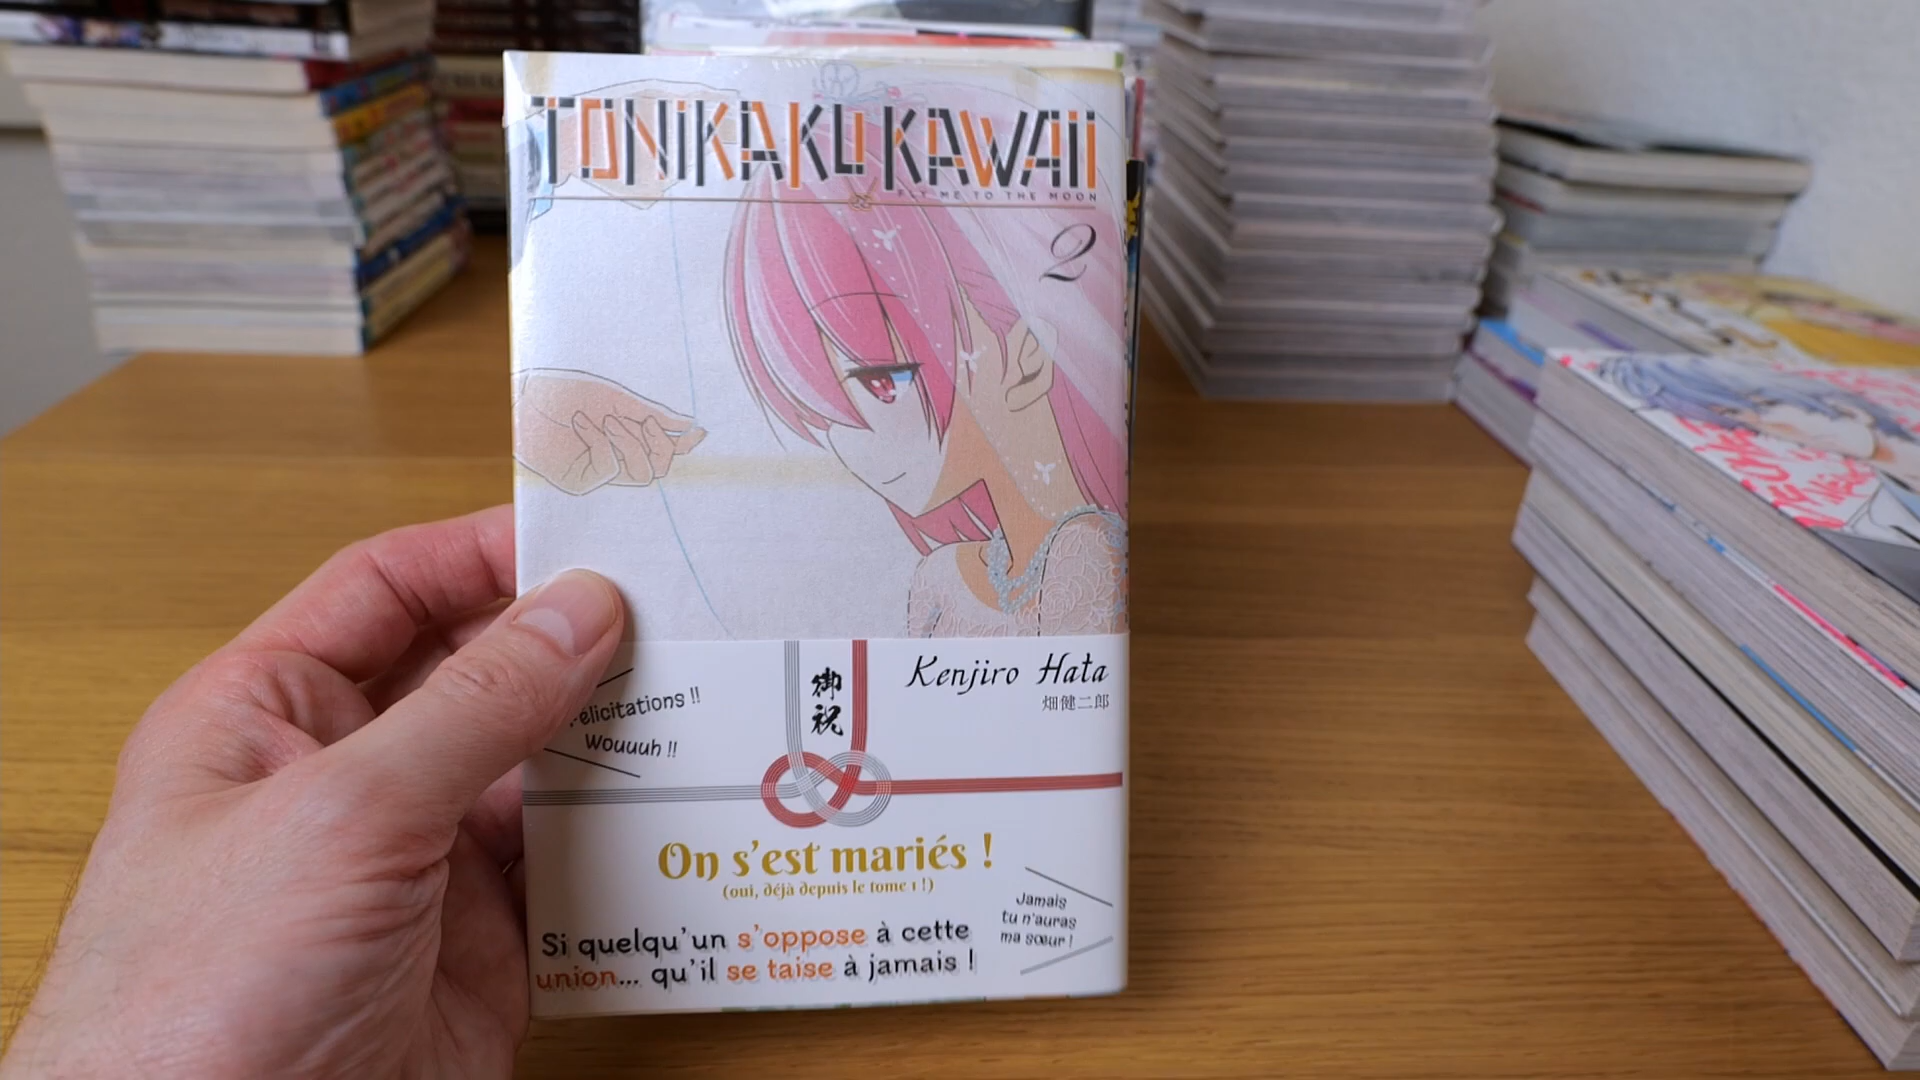 TONIKAKU KAWAII
FLY ME TO THE MOON
2
Kenjiro Hata
畑健二郎
御祝
Félicitations !!
Wouuuh !!
On s'est mariés !
(oui, déjà depuis le tome 1 !)
Jamais
tu n'auras
ma sœur !
Si quelqu'un s'oppose à cette
union... qu'il se taise à jamais !